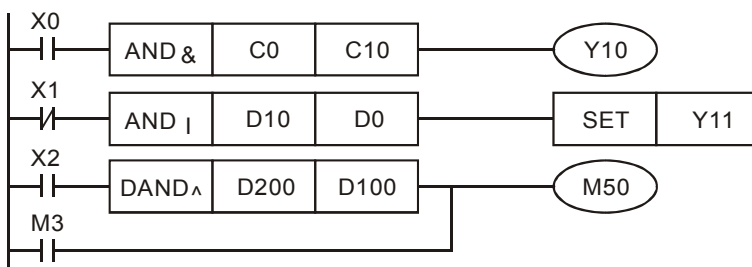 X0
AND & C0 C10 Y10
X1
AND | D10 D0 SET Y11
X2
DAND ^ D200 D100 M50
M3